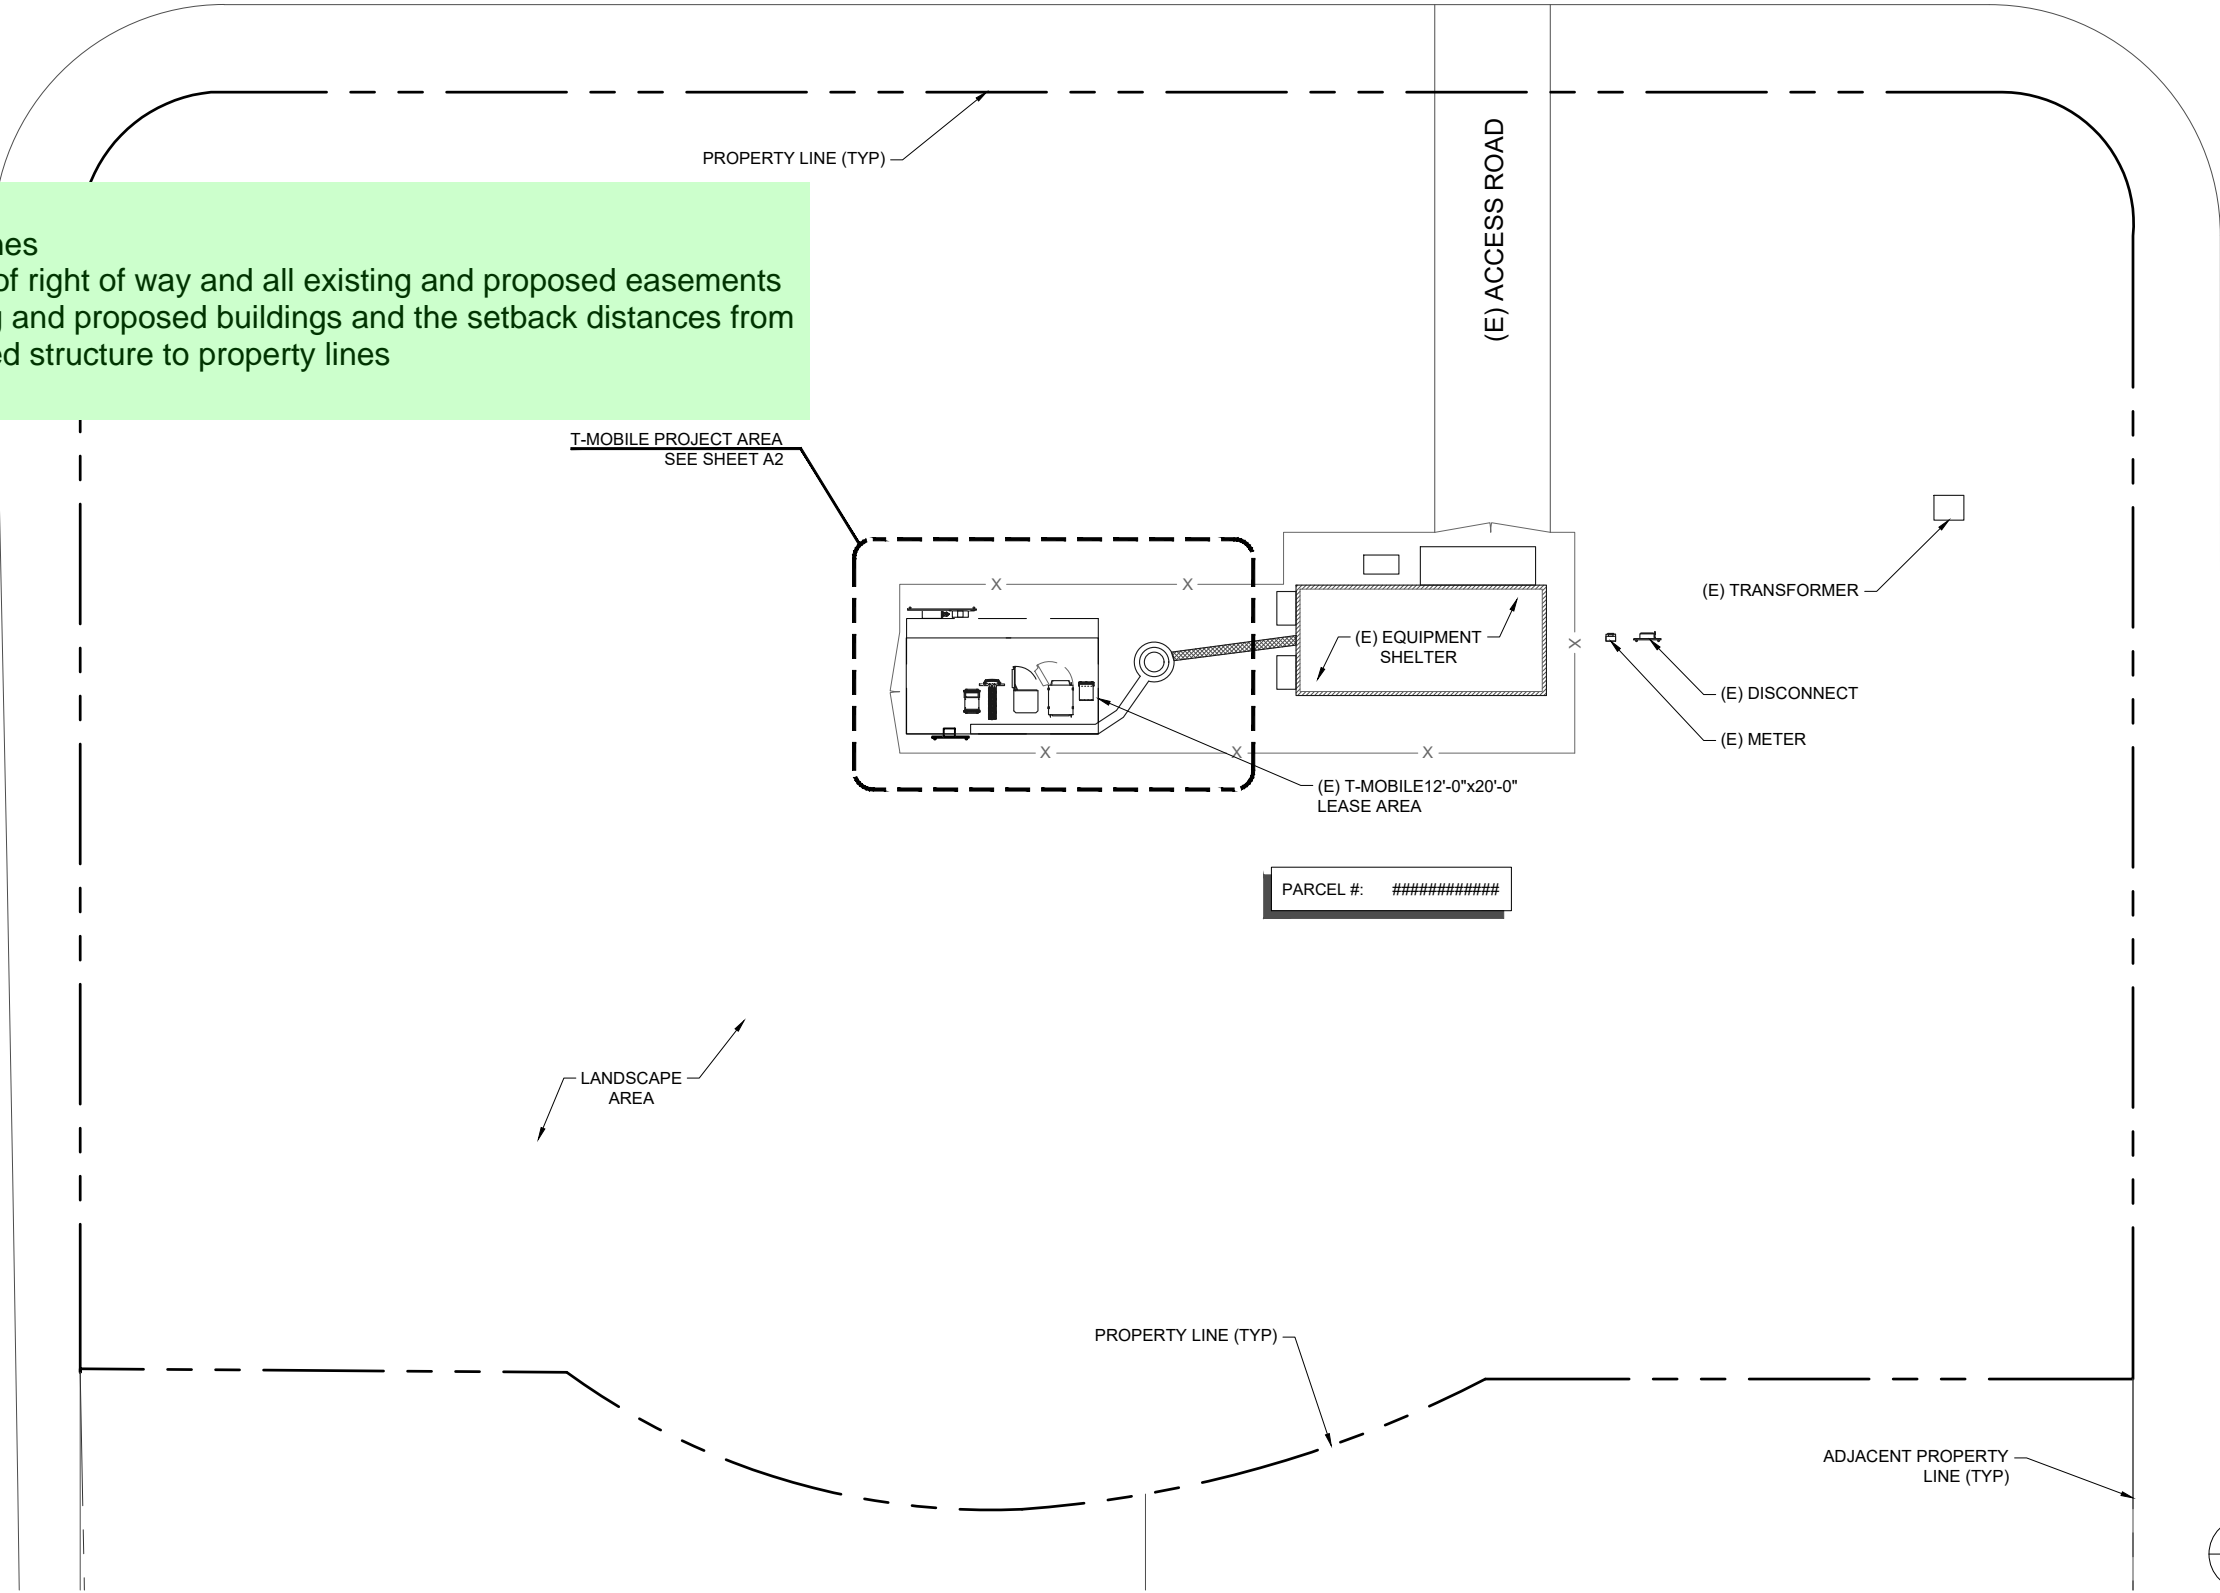 PROPERTY LINE (TYP)
(E) ACCESS ROAD
of right of way and all existing and proposed easements
and proposed buildings and the setback distances from
structure to property lines
T-MOBILE PROJECT AREA
SEE SHEET A2
X
X
(E) TRANSFORMER
(E) EQUIPMENT
SHELTER
X
(E) DISCONNECT
(E) METER
X
X
X
(E) T-MOBILE12'-0"x20'-0"
LEASE AREA
PARCEL #: ############
LANDSCAPE
AREA
PROPERTY LINE (TYP)
ADJACENT PROPERTY
LINE (TYP)